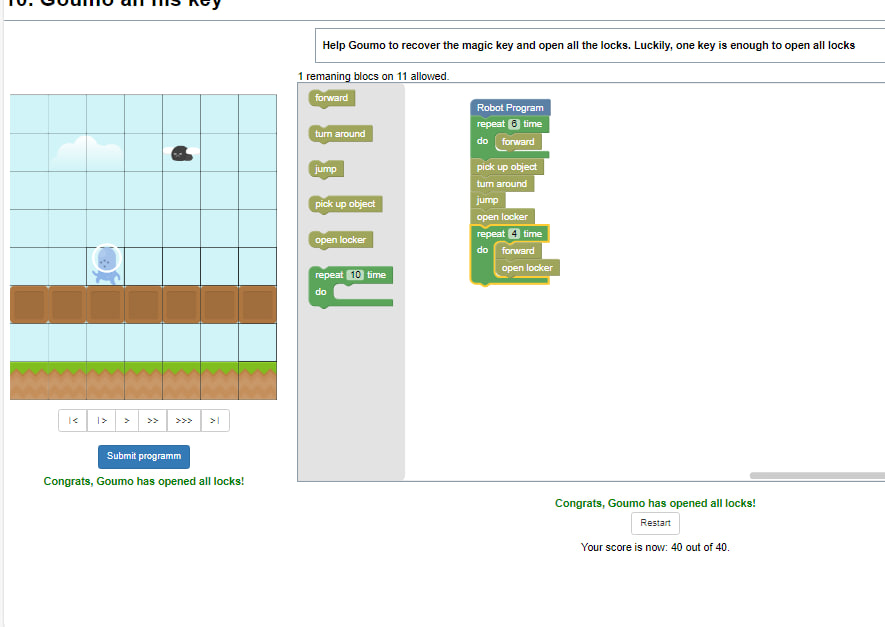 10. Goumo an his key
Help Goumo to recover the magic key and open all the locks. Luckily, one key is enough to open all locks
1 remaning blocs on 11 allowed.
forward
turn around
jump
pick up object
open locker
repeat 10 time
do
Robot Program
repeat 6 time
do forward
pick up object
turn around
jump
open locker
repeat 4 time
do forward
open locker
|< |> > >> >>> >|
Submit programm
Congrats, Goumo has opened all locks!
Congrats, Goumo has opened all locks!
Restart
Your score is now: 40 out of 40.